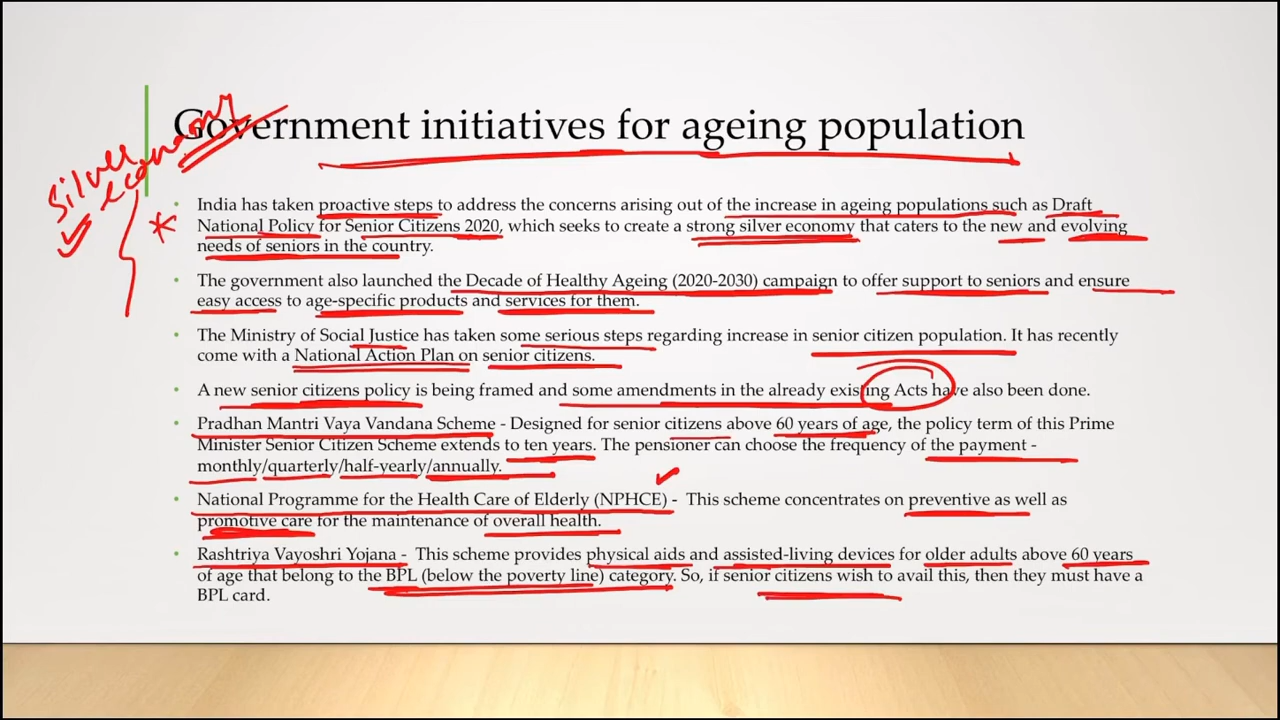 Government initiatives for ageing population
Silver
economy
• India has taken proactive steps to address the concerns arising out of the increase in ageing populations such as Draft
National Policy for Senior Citizens 2020, which seeks to create a strong silver economy that caters to the new and evolving
needs of seniors in the country.
• The government also launched the Decade of Healthy Ageing (2020-2030) campaign to offer support to seniors and ensure
easy access to age-specific products and services for them.
• The Ministry of Social Justice has taken some serious steps regarding increase in senior citizen population. It has recently
come with a National Action Plan on senior citizens.
• A new senior citizens policy is being framed and some amendments in the already existing Acts have also been done.
• Pradhan Mantri Vaya Vandana Scheme - Designed for senior citizens above 60 years of age, the policy term of this Prime
Minister Senior Citizen Scheme extends to ten years. The pensioner can choose the frequency of the payment -
monthly/quarterly/half-yearly/annually.
• National Programme for the Health Care of Elderly (NPHCE) - This scheme concentrates on preventive as well as
promotive care for the maintenance of overall health.
• Rashtriya Vayoshri Yojana - This scheme provides physical aids and assisted-living devices for older adults above 60 years
of age that belong to the BPL (below the poverty line) category. So, if senior citizens wish to avail this, then they must have a
BPL card.